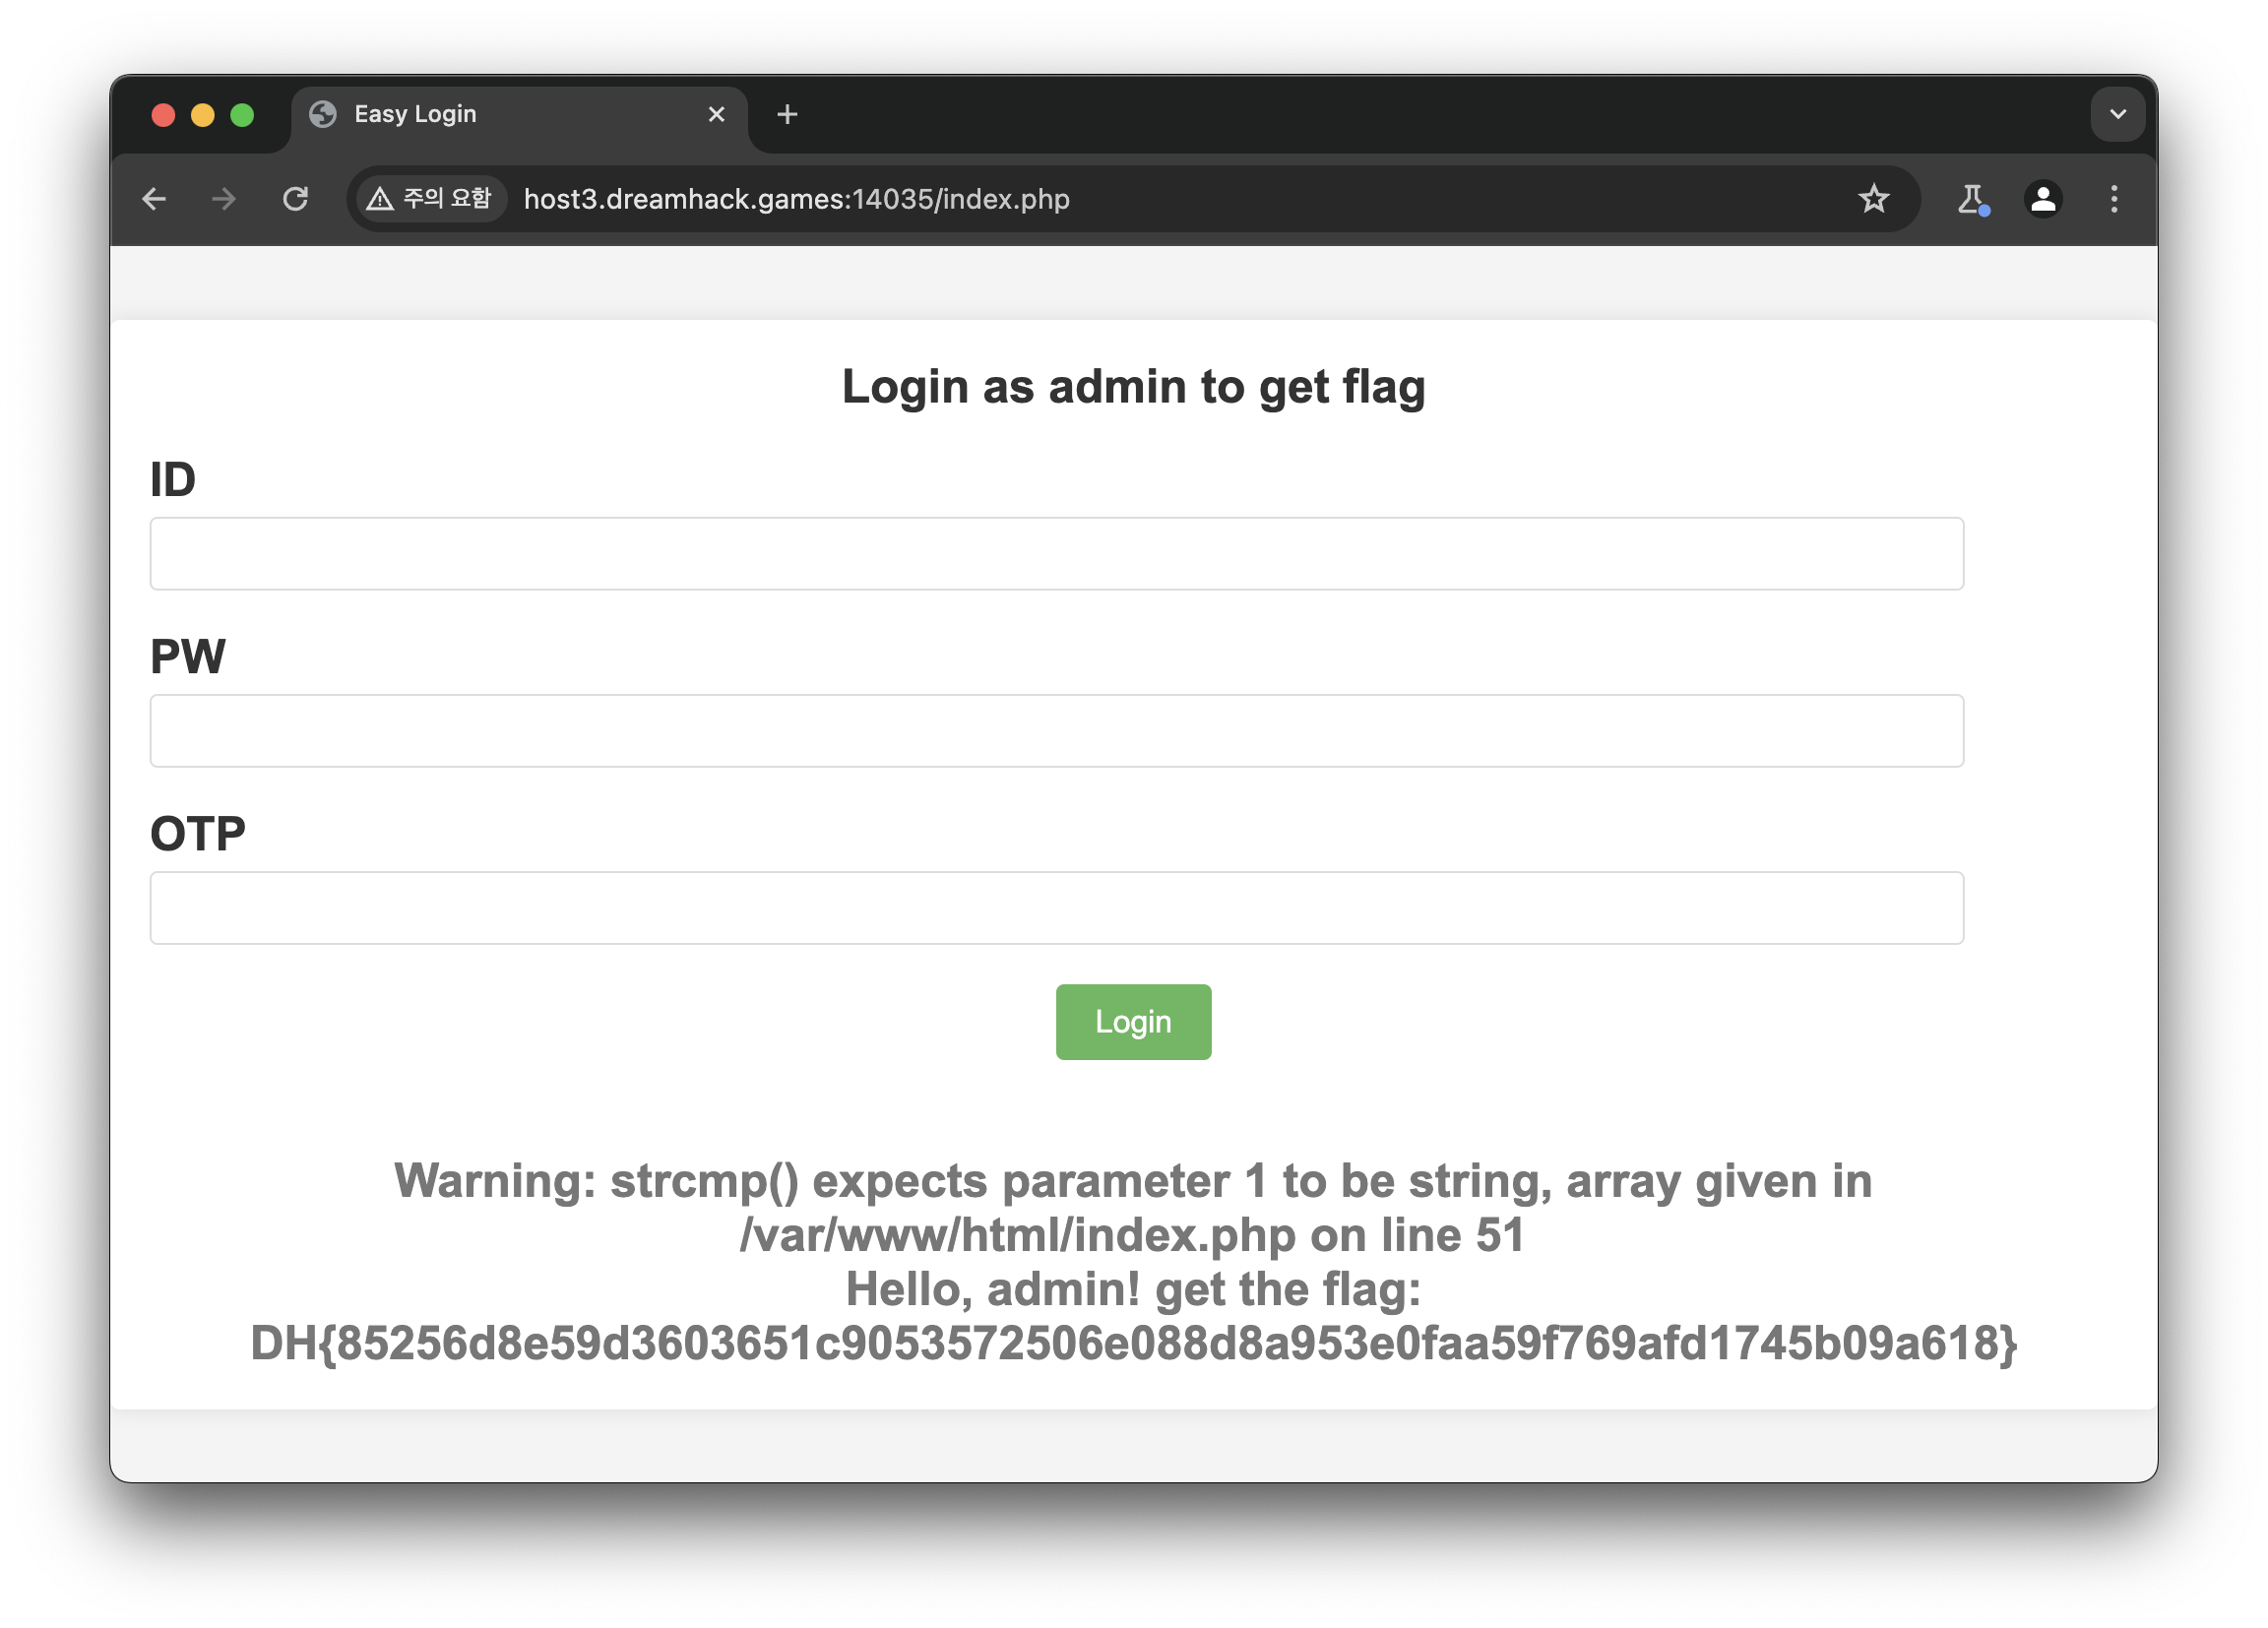 Easy Login
주의 요함 host3.dreamhack.games:14035/index.php
Login as admin to get flag
ID
PW
OTP
Login
Warning: strcmp() expects parameter 1 to be string, array given in
/var/www/html/index.php on line 51
Hello, admin! get the flag:
DH{85256d8e59d3603651c9053572506e088d8a953e0faa59f769afd1745b09a618}